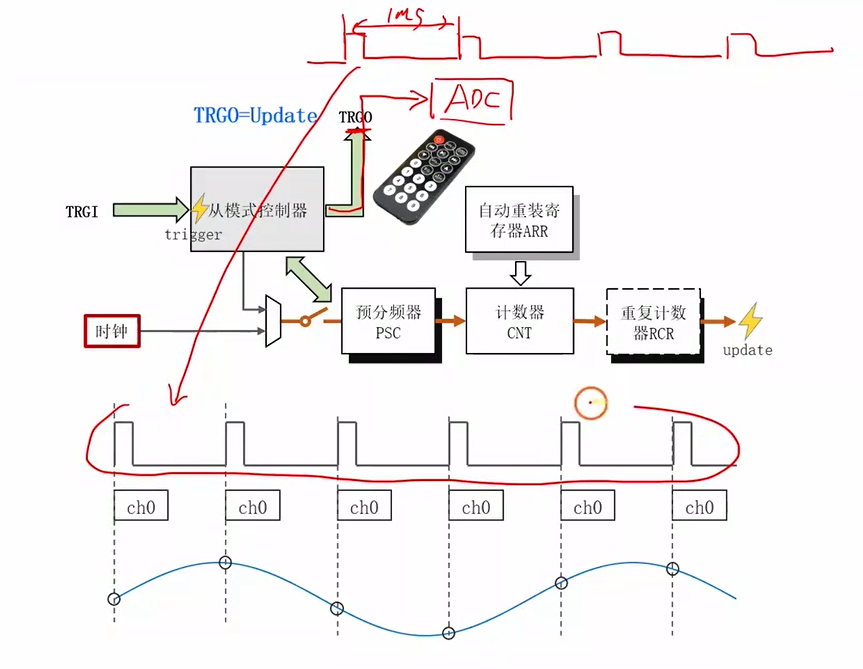 1ms
ADC
TRGO=Update
TRGO
TRGI
从模式控制器
trigger
自动重装寄
存器ARR
时钟
预分频器
PSC
计数器
CNT
重复计数
器RCR
update
ch0
ch0
ch0
ch0
ch0
ch0